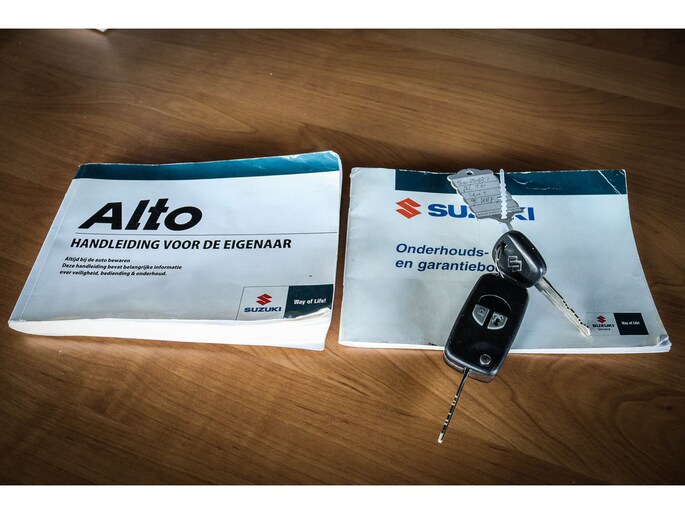 Alto
HANDLEIDING VOOR DE EIGENAAR
Altijd bij de auto bewaren
Deze handleiding bevat belangrijke informatie
over veiligheid, bediening & onderhoud.
SUZUKI
Way of Life!
SUZUKI
Onderhouds-
en garantieboe
SUZUKI
Way of Life!